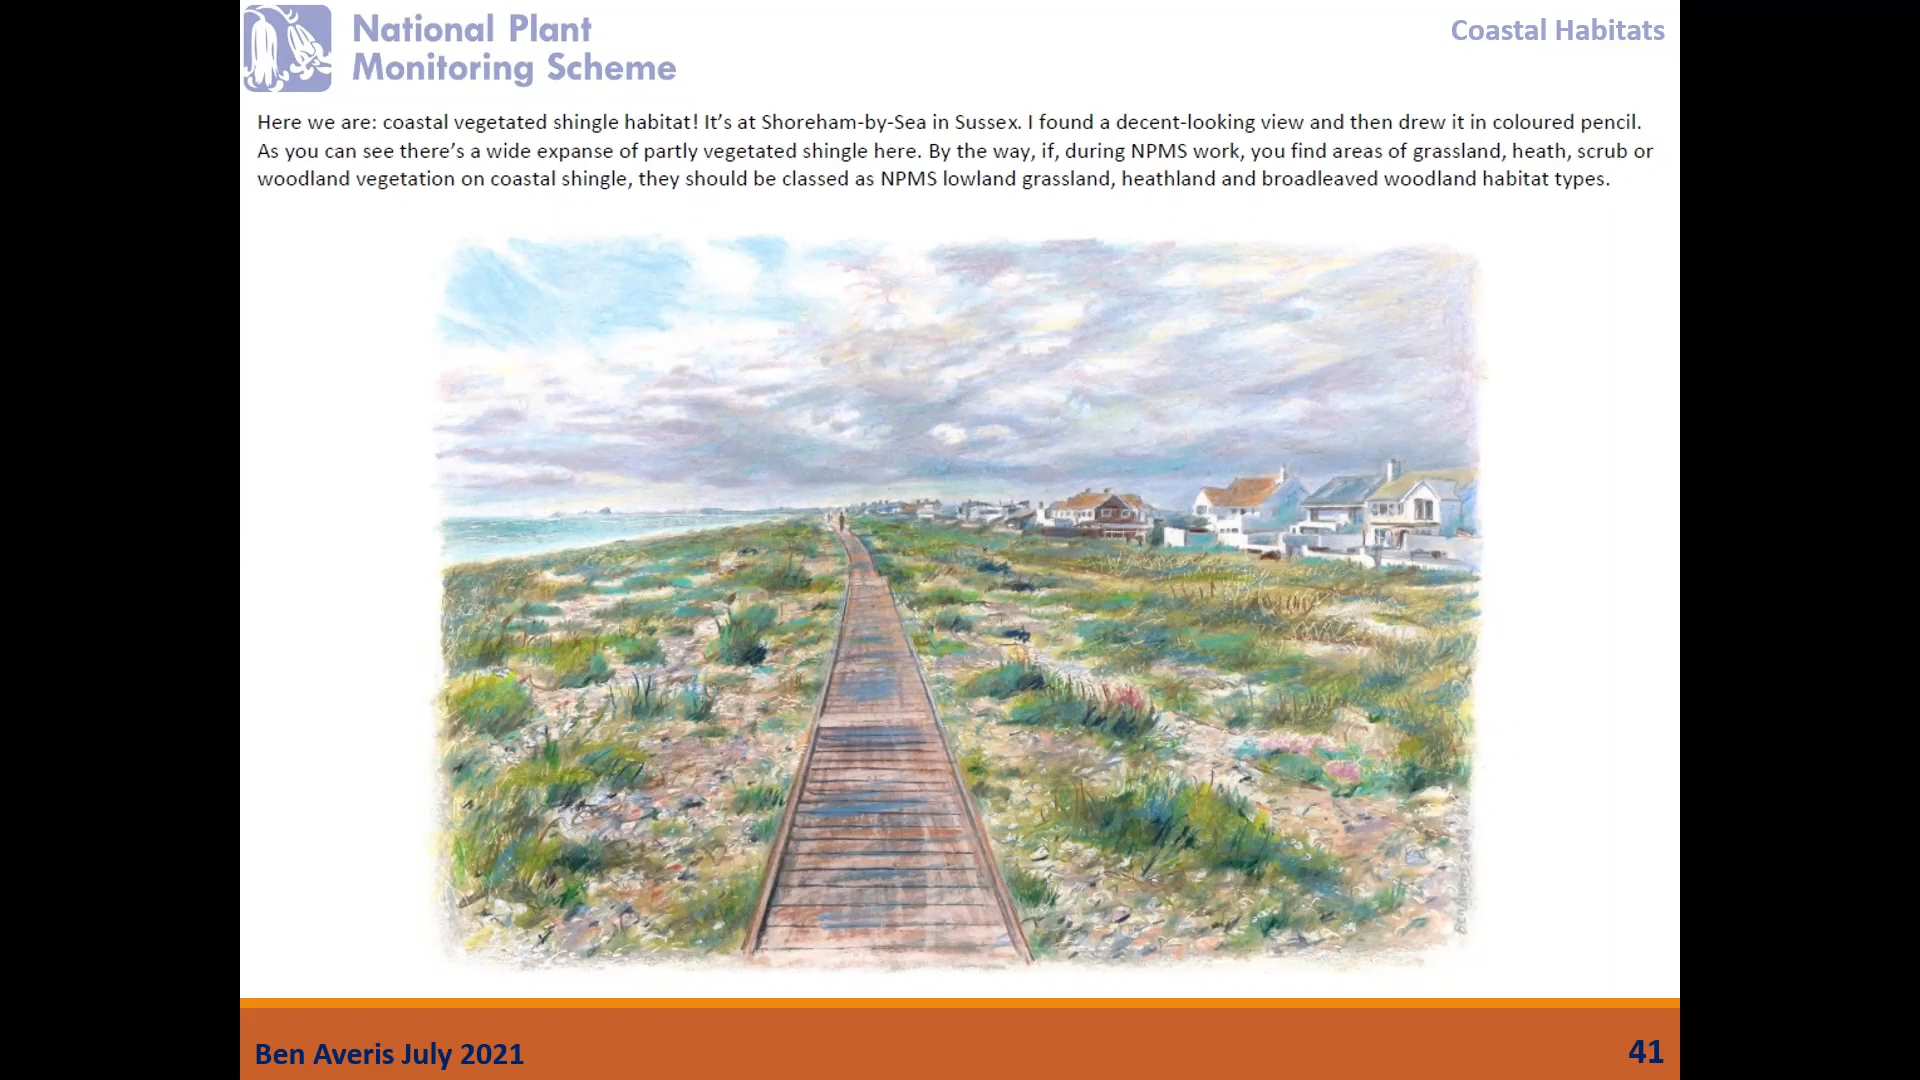 National Plant
Monitoring Scheme
Coastal Habitats
Here we are: coastal vegetated shingle habitat! It’s at Shoreham-by-Sea in Sussex. I found a decent-looking view and then drew it in coloured pencil.
As you can see there’s a wide expanse of partly vegetated shingle here. By the way, if, during NPMS work, you find areas of grassland, heath, scrub or
woodland vegetation on coastal shingle, they should be classed as NPMS lowland grassland, heathland and broadleaved woodland habitat types.
Ben Averis
Ben Averis July 2021
41